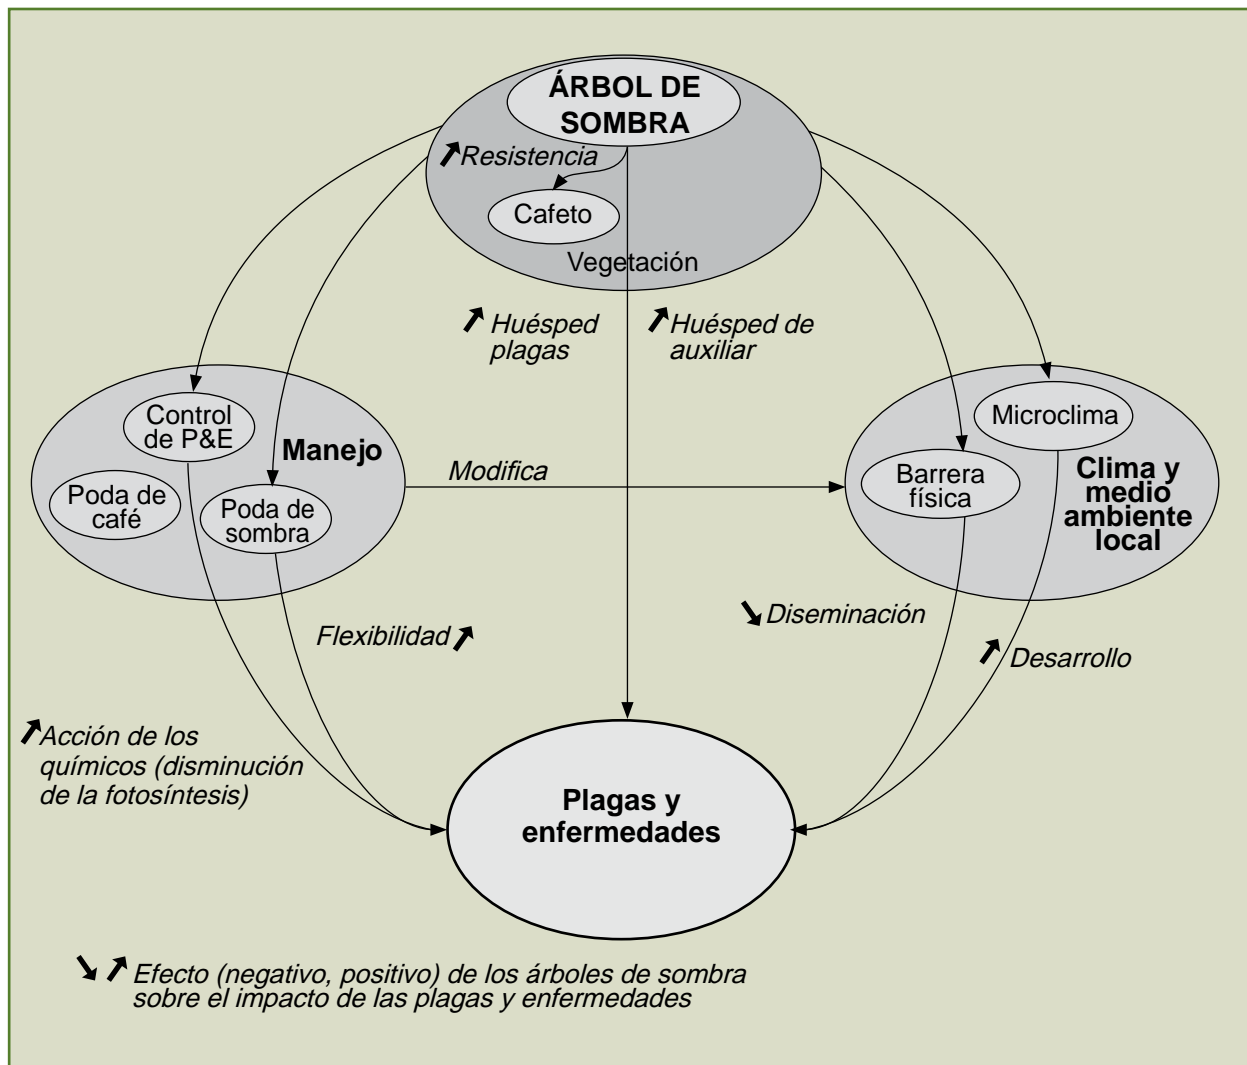 ÁRBOL DE
SOMBRA
Resistencia
Cafeto
Vegetación
Huésped
plagas
Huésped de
auxiliar
Control
de P&E
Manejo
Poda de
café
Poda de
sombra
Modifica
Microclima
Barrera
física
Clima y
medio
ambiente
local
Flexibilidad
Diseminación
Desarrollo
Acción de los
químicos (disminución
de la fotosíntesis)
Plagas y
enfermedades
Efecto (negativo, positivo) de los árboles de sombra
sobre el impacto de las plagas y enfermedades